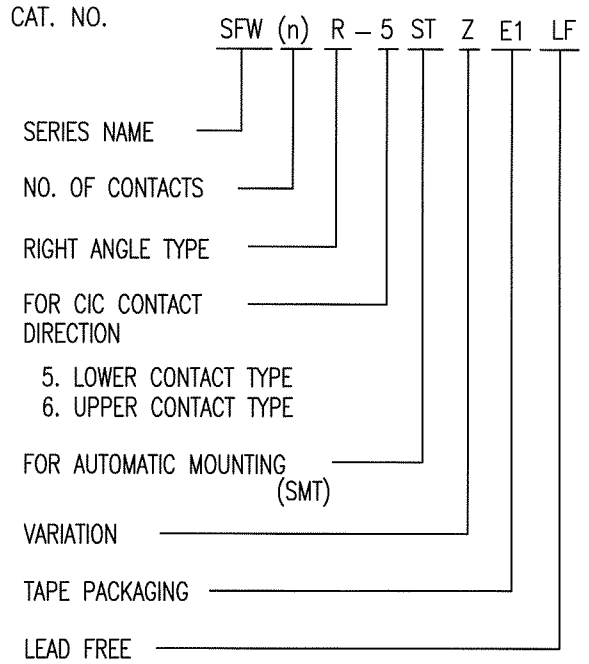 CAT. NO.
SFW (n) R - 5 ST Z E1 LF
SERIES NAME
NO. OF CONTACTS
RIGHT ANGLE TYPE
FOR CIC CONTACT
DIRECTION
5. LOWER CONTACT TYPE
6. UPPER CONTACT TYPE
FOR AUTOMATIC MOUNTING
(SMT)
VARIATION
TAPE PACKAGING
LEAD FREE